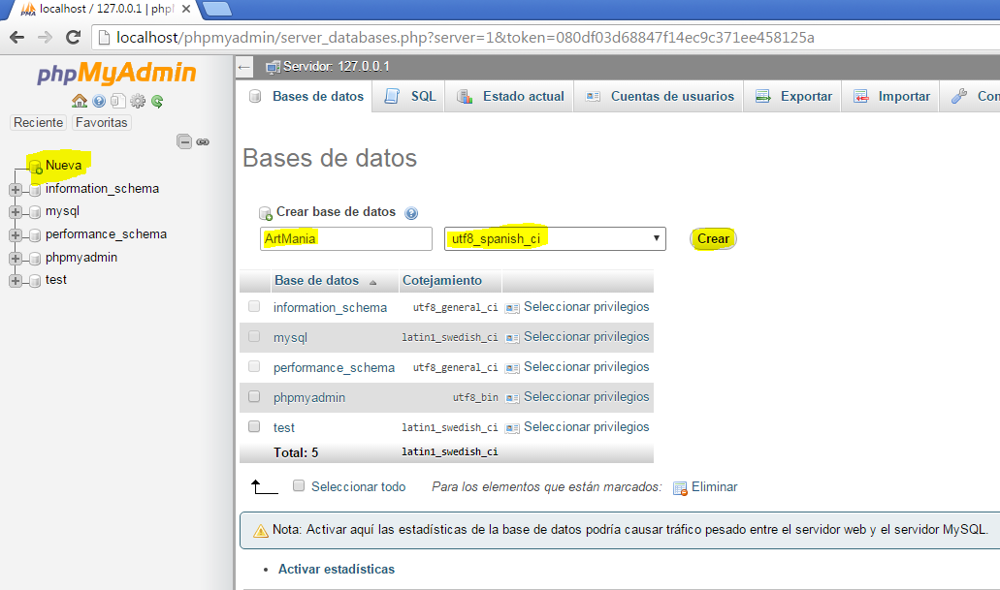 localhost / 127.0.0.1 | ph
localhost/phpmyadmin/server_databases.php?server=1&token=080df03d68847f14ec9c371ee458125a
phpMyAdmin
Reciente Favoritas
Nueva
information_schema
mysql
performance_schema
phpmyadmin
test
Servidor: 127.0.0.1
Bases de datos SQL Estado actual Cuentas de usuarios Exportar Importar Con
Bases de datos
Crear base de datos
ArtMania utf8_spanish_ci Crear
Base de datos Cotejamiento
information_schema utf8_general_ci Seleccionar privilegios
mysql latin1_swedish_ci Seleccionar privilegios
performance_schema utf8_general_ci Seleccionar privilegios
phpmyadmin utf8_bin Seleccionar privilegios
test latin1_swedish_ci Seleccionar privilegios
Total: 5 latin1_swedish_ci
Seleccionar todo Para los elementos que están marcados: Eliminar
Nota: Activar aquí las estadísticas de la base de datos podría causar tráfico pesado entre el servidor web y el servidor MySQL.
• Activar estadísticas